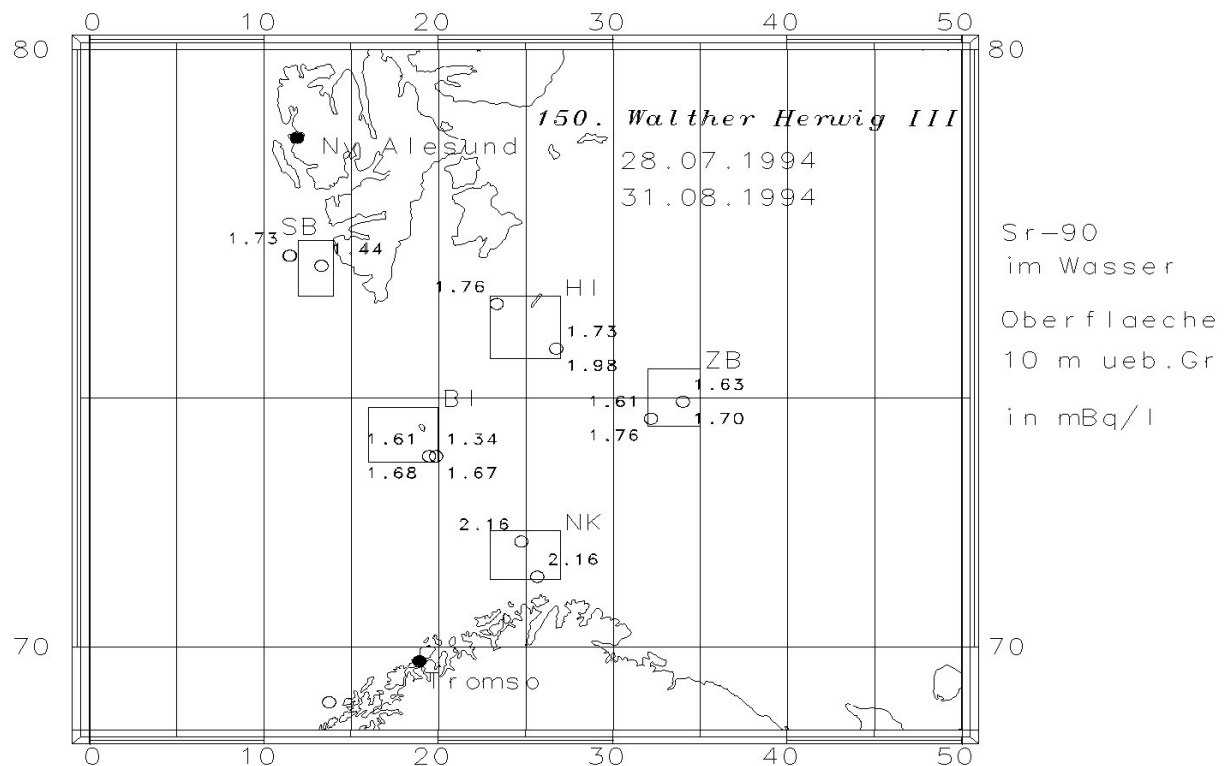 0 10 20 30 40 50
80 80
150. Walther Herwig III
Ny Alesund
28.07.1994
31.08.1994
SB
1.73
1.44
Sr-90
im Wasser
1.76
HI
Oberflaeche
1.73
1.98
10 m ueb.Gr
ZB
1.63
1.61
1.70
1.76
in mBq/l
BI
1.61 1.34
1.68 1.67
2.16
NK
2.16
70 70
Tromso
0 10 20 30 40 50